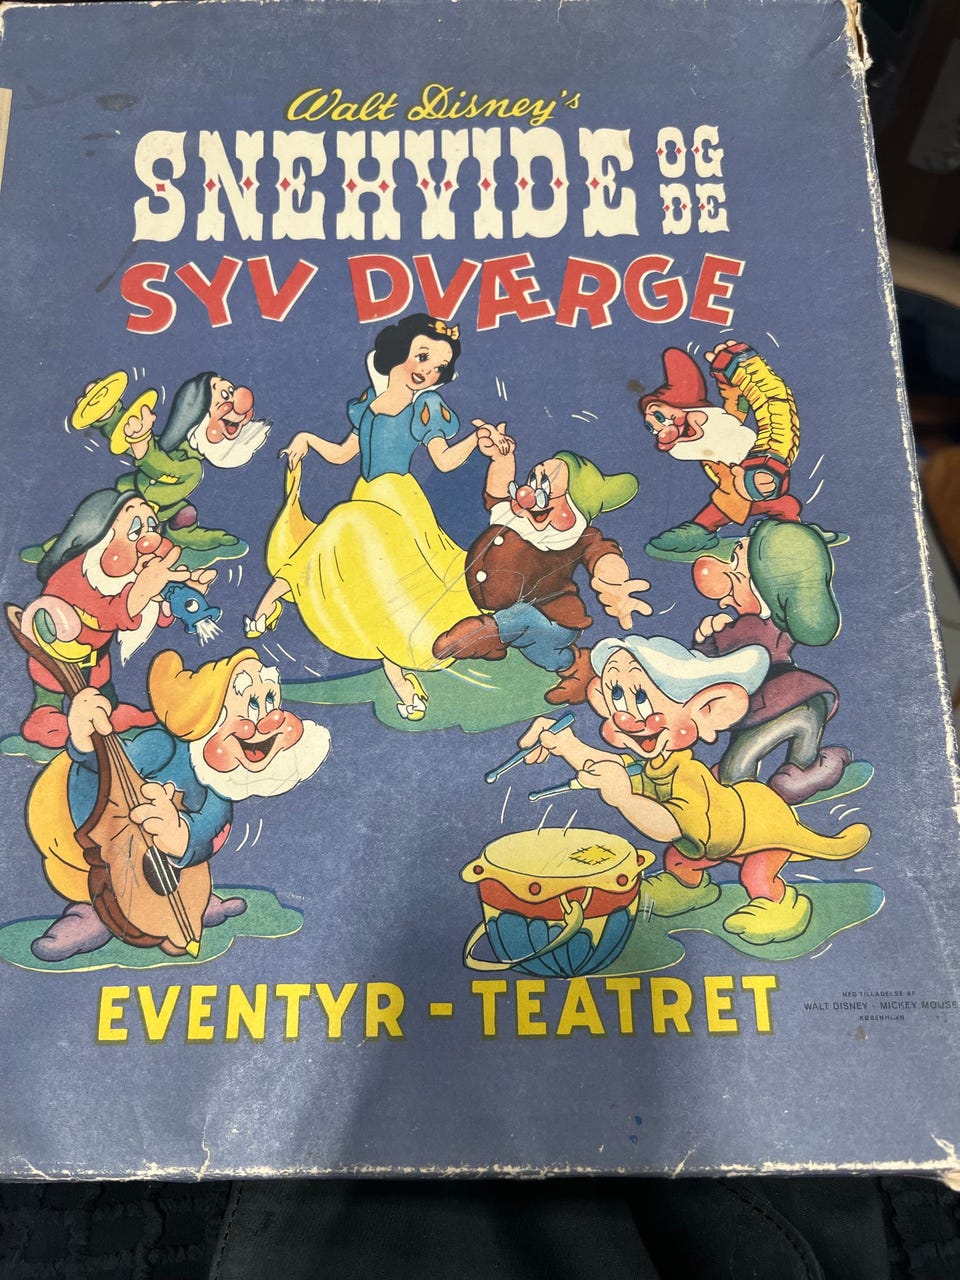 Walt Disney's
SNEHVIDE OG DE
SYV DVÆRGE
EVENTYR - TEATRET
MED TILLADELSE AF
WALT DISNEY - MICKEY MOUSE
KØBENHAVN